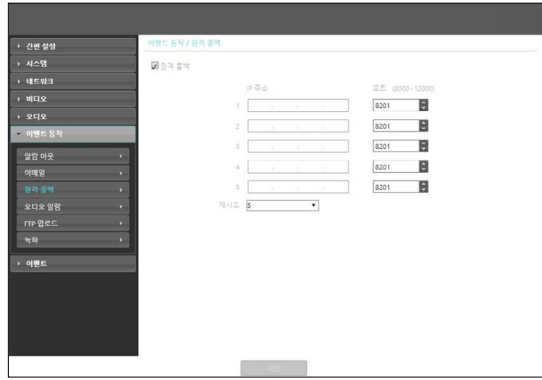 간편 설정
시스템
네트워크
비디오
오디오
이벤트 동작
알람 아웃
이메일
원격 콜백
오디오 알람
FTP 업로드
녹화
이벤트
이벤트 동작 / 원격 콜백
원격 콜백
IP 주소 포트 (6000~12000)
1 . . . 8201
2 . . . 8201
3 . . . 8201
4 . . . 8201
5 . . . 8201
재시도 5
저장